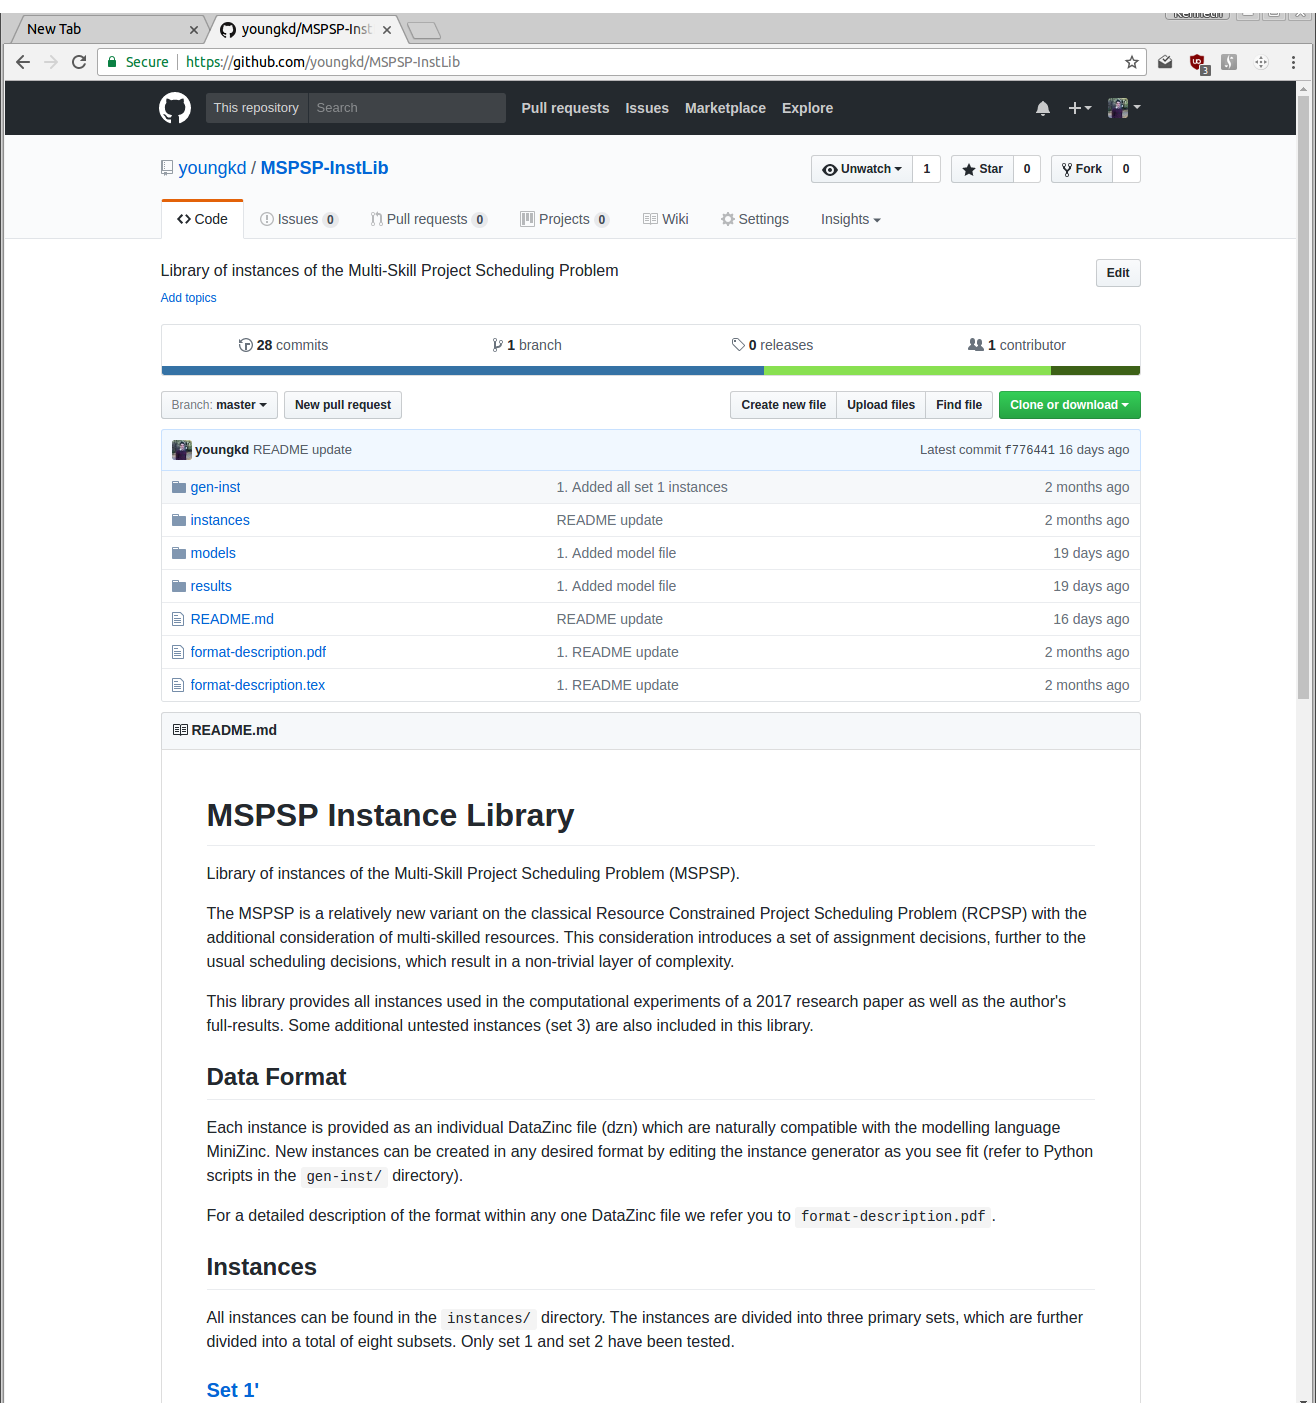 Kenneth
New Tab × youngkd/MSPSP-Inst ×
Secure https://github.com/youngkd/MSPSP-InstLib 3
This repository Search Pull requests Issues Marketplace Explore
youngkd / MSPSP-InstLib Unwatch 1 Star 0 Fork 0
Code Issues 0 Pull requests 0 Projects 0 Wiki Settings Insights
Library of instances of the Multi-Skill Project Scheduling Problem Edit
Add topics
28 commits 1 branch 0 releases 1 contributor
Branch: master New pull request Create new file Upload files Find file Clone or download
youngkd README update Latest commit f776441 16 days ago
gen-inst 1. Added all set 1 instances 2 months ago
instances README update 2 months ago
models 1. Added model file 19 days ago
results 1. Added model file 19 days ago
README.md README update 16 days ago
format-description.pdf 1. README update 2 months ago
format-description.tex 1. README update 2 months ago
README.md
MSPSP Instance Library
Library of instances of the Multi-Skill Project Scheduling Problem (MSPSP).
The MSPSP is a relatively new variant on the classical Resource Constrained Project Scheduling Problem (RCPSP) with the
additional consideration of multi-skilled resources. This consideration introduces a set of assignment decisions, further to the
usual scheduling decisions, which result in a non-trivial layer of complexity.
This library provides all instances used in the computational experiments of a 2017 research paper as well as the author's
full-results. Some additional untested instances (set 3) are also included in this library.
Data Format
Each instance is provided as an individual DataZinc file (dzn) which are naturally compatible with the modelling language
MiniZinc. New instances can be created in any desired format by editing the instance generator as you see fit (refer to Python
scripts in the gen-inst/ directory).
For a detailed description of the format within any one DataZinc file we refer you to format-description.pdf .
Instances
All instances can be found in the instances/ directory. The instances are divided into three primary sets, which are further
divided into a total of eight subsets. Only set 1 and set 2 have been tested.
Set 1'